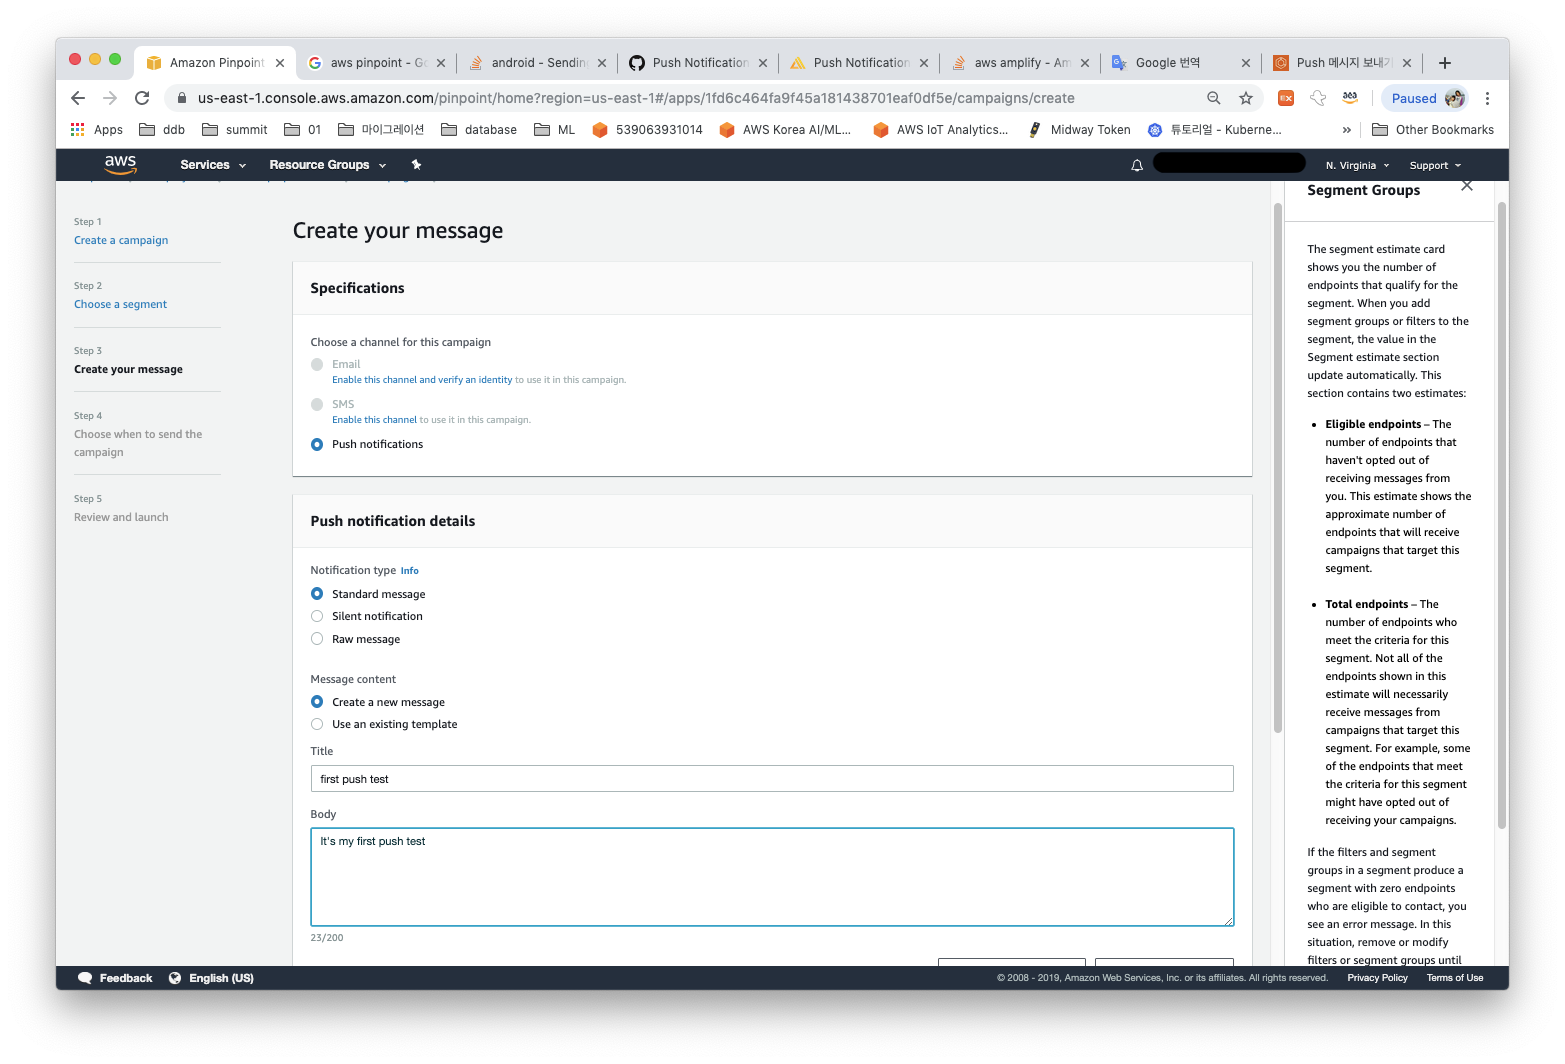 Amazon Pinpoint
aws pinpoint - Go
android - Sending
Push Notification
Push Notification
aws amplify - Am
Google 번역
Push 메시지 보내기
us-east-1.console.aws.amazon.com/pinpoint/home?region=us-east-1#/apps/1fd6c464fa9f45a181438701eaf0df5e/campaigns/create
Paused
Apps
ddb
summit
01
마이그레이션
database
ML
539063931014
AWS Korea AI/ML...
AWS IoT Analytics...
Midway Token
튜토리얼 - Kuberne...
»
Other Bookmarks
aws
Services
Resource Groups
N. Virginia
Support
Step 1
Create a campaign
Step 2
Choose a segment
Step 3
Create your message
Step 4
Choose when to send the
campaign
Step 5
Review and launch
Create your message
Specifications
Choose a channel for this campaign
Email
Enable this channel and verify an identity to use it in this campaign.
SMS
Enable this channel to use it in this campaign.
Push notifications
Push notification details
Notification type Info
Standard message
Silent notification
Raw message
Message content
Create a new message
Use an existing template
Title
first push test
Body
It's my first push test
23/200
Segment Groups
The segment estimate card
shows you the number of
endpoints that qualify for the
segment. When you add
segment groups or filters to the
segment, the value in the
Segment estimate section
update automatically. This
section contains two estimates:
• Eligible endpoints – The
number of endpoints that
haven't opted out of
receiving messages from
you. This estimate shows the
approximate number of
endpoints that will receive
campaigns that target this
segment.
• Total endpoints – The
number of endpoints who
meet the criteria for this
segment. Not all of the
endpoints shown in this
estimate will necessarily
receive messages from
campaigns that target this
segment. For example, some
of the endpoints that meet
the criteria for this segment
might have opted out of
receiving your campaigns.
If the filters and segment
groups in a segment produce a
segment with zero endpoints
who are eligible to contact, you
see an error message. In this
situation, remove or modify
filters or segment groups until
Feedback
English (US)
© 2008 - 2019, Amazon Web Services, Inc. or its affiliates. All rights reserved.
Privacy Policy
Terms of Use